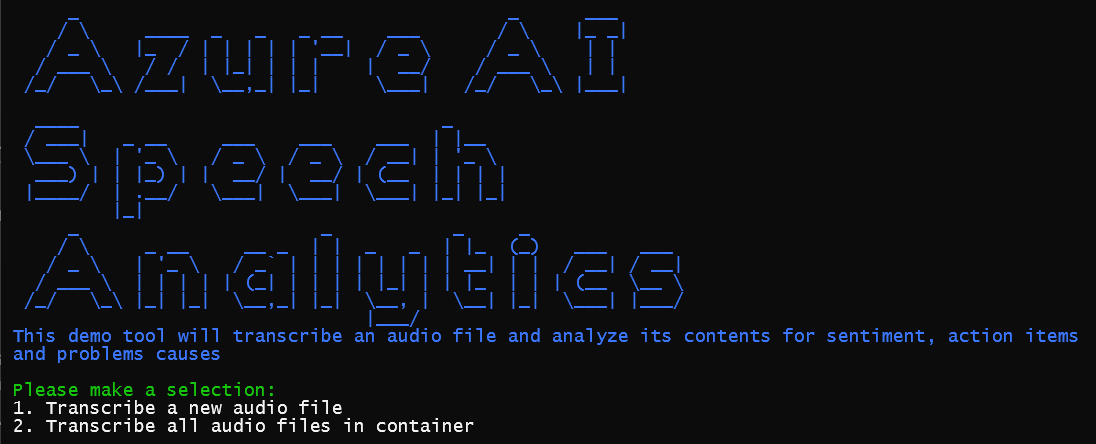 Azure AI
Speech
Analytics
This demo tool will transcribe an audio file and analyze its contents for sentiment, action items
and problems causes
Please make a selection:
1. Transcribe a new audio file
2. Transcribe all audio files in container